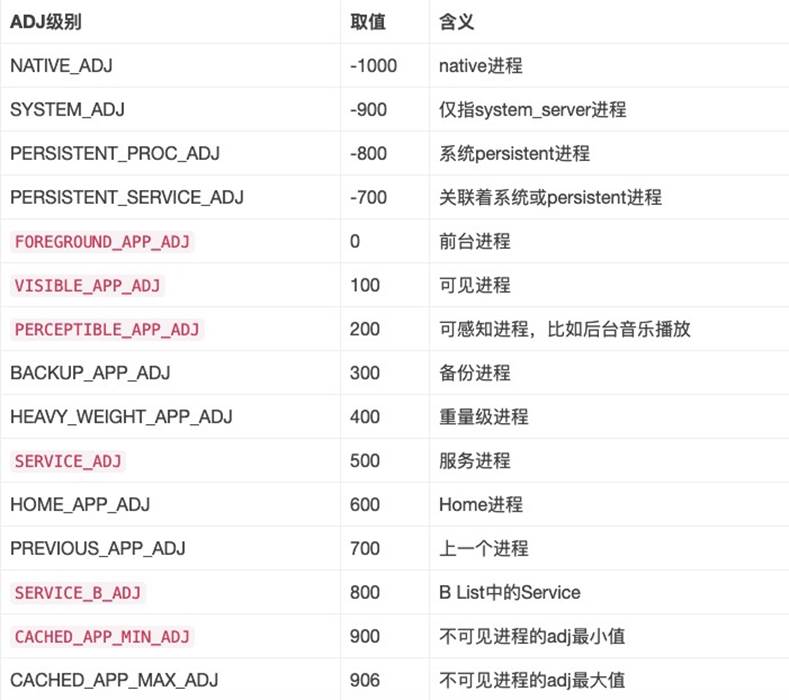 ADJ级别 取值 含义
NATIVE_ADJ -1000 native进程
SYSTEM_ADJ -900 仅指system_server进程
PERSISTENT_PROC_ADJ -800 系统persistent进程
PERSISTENT_SERVICE_ADJ -700 关联着系统或persistent进程
FOREGROUND_APP_ADJ 0 前台进程
VISIBLE_APP_ADJ 100 可见进程
PERCEPTIBLE_APP_ADJ 200 可感知进程，比如后台音乐播放
BACKUP_APP_ADJ 300 备份进程
HEAVY_WEIGHT_APP_ADJ 400 重量级进程
SERVICE_ADJ 500 服务进程
HOME_APP_ADJ 600 Home进程
PREVIOUS_APP_ADJ 700 上一个进程
SERVICE_B_ADJ 800 B List中的Service
CACHED_APP_MIN_ADJ 900 不可见进程的adj最小值
CACHED_APP_MAX_ADJ 906 不可见进程的adj最大值